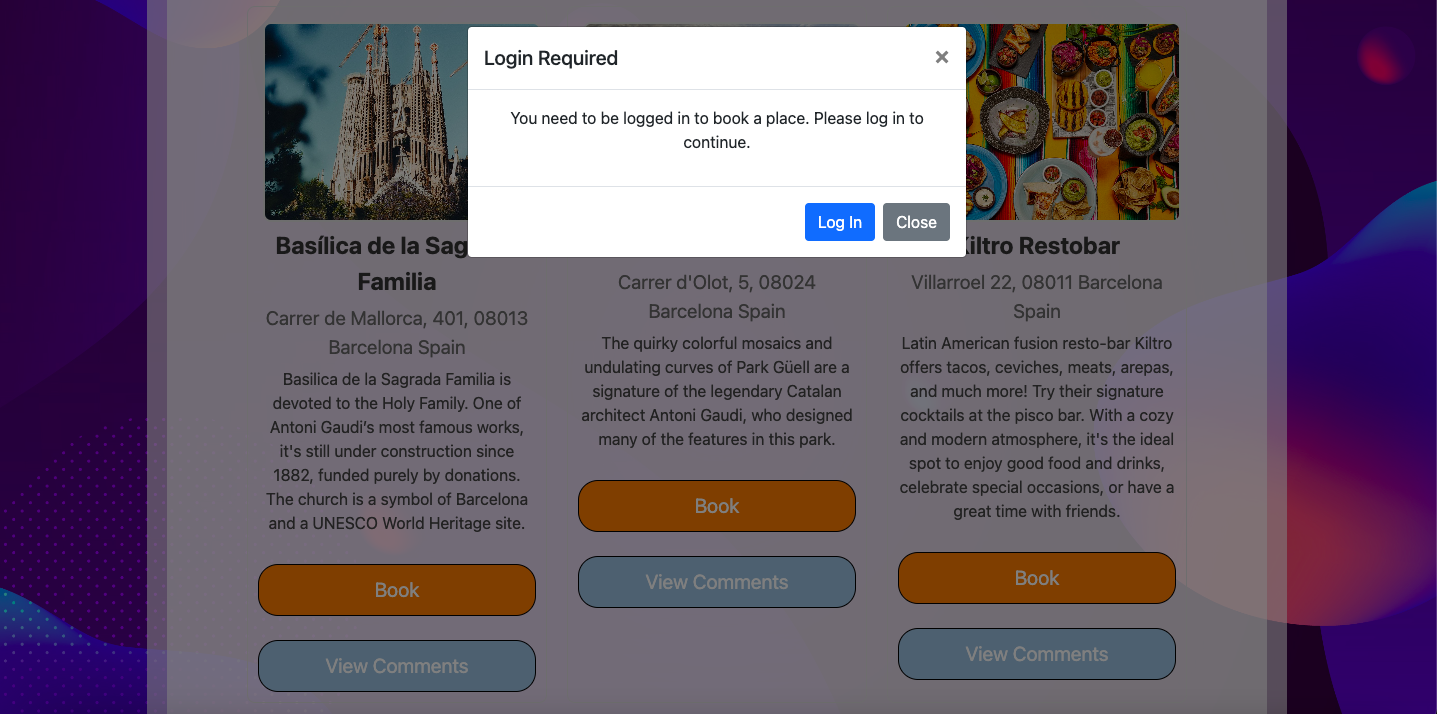 Login Required ×
You need to be logged in to book a place. Please log in to
continue.
Log In Close
Basílica de la Sag
Familia
Carrer de Mallorca, 401, 08013
Barcelona Spain
Basilica de la Sagrada Familia is
devoted to the Holy Family. One of
Antoni Gaudi’s most famous works,
it's still under construction since
1882, funded purely by donations.
The church is a symbol of Barcelona
and a UNESCO World Heritage site.
Book
View Comments
Carrer d'Olot, 5, 08024
Barcelona Spain
The quirky colorful mosaics and
undulating curves of Park Güell are a
signature of the legendary Catalan
architect Antoni Gaudi, who designed
many of the features in this park.
Book
View Comments
Kiltro Restobar
Villarroel 22, 08011 Barcelona
Spain
Latin American fusion resto-bar Kiltro
offers tacos, ceviches, meats, arepas,
and much more! Try their signature
cocktails at the pisco bar. With a cozy
and modern atmosphere, it's the ideal
spot to enjoy good food and drinks,
celebrate special occasions, or have a
great time with friends.
Book
View Comments